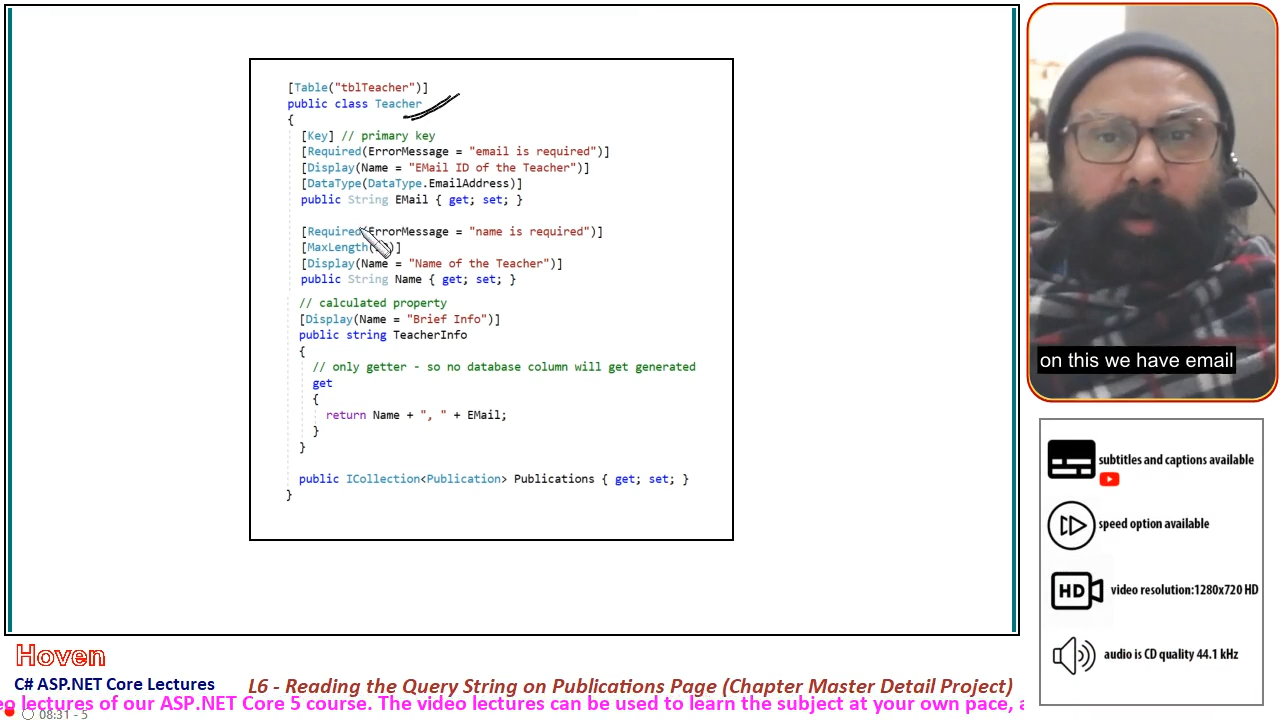 [Table("tblTeacher")]
public class Teacher
{
[Key] // primary key
[Required(ErrorMessage = "email is required")]
[Display(Name = "EMail ID of the Teacher")]
[DataType(DataType.EmailAddress)]
public String EMail { get; set; }
[Required(ErrorMessage = "name is required")]
[MaxLength( )]
[Display(Name = "Name of the Teacher")]
public String Name { get; set; }
// calculated property
[Display(Name = "Brief Info")]
public string TeacherInfo
{
// only getter - so no database column will get generated
get
{
return Name + ", " + EMail;
}
}
public ICollection<Publication> Publications { get; set; }
}
on this we have email
subtitles and captions available
speed option available
HD
video resolution:1280x720 HD
audio is CD quality 44.1 kHz
Hoven
C# ASP.NET Core Lectures
L6 - Reading the Query String on Publications Page (Chapter Master Detail Project)
lectures of our ASP.NET Core 5 course. The video lectures can be used to learn the subject at your own pace,
08:31 - 5